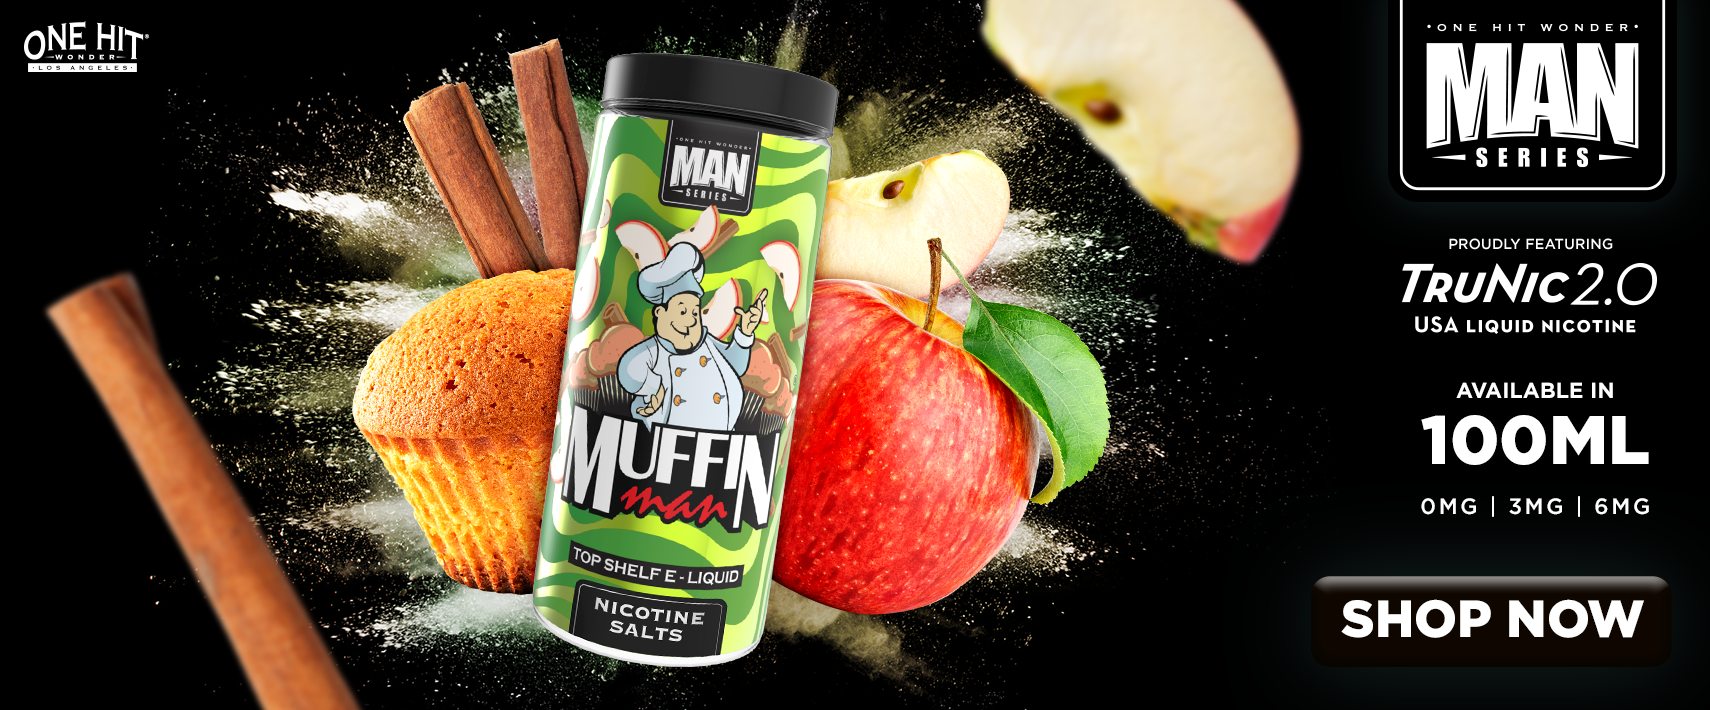 ONE HIT®
WONDER
·LOS ANGELES·
·ONE HIT WONDER·
MAN
SERIES
MUFFIN
man
TOP SHELF E-LIQUID
NICOTINE
SALTS
·ONE HIT WONDER·
MAN
SERIES
PROUDLY FEATURING
TRUNIC 2.0
USA LIQUID NICOTINE
AVAILABLE IN
100ML
0MG | 3MG | 6MG
SHOP NOW